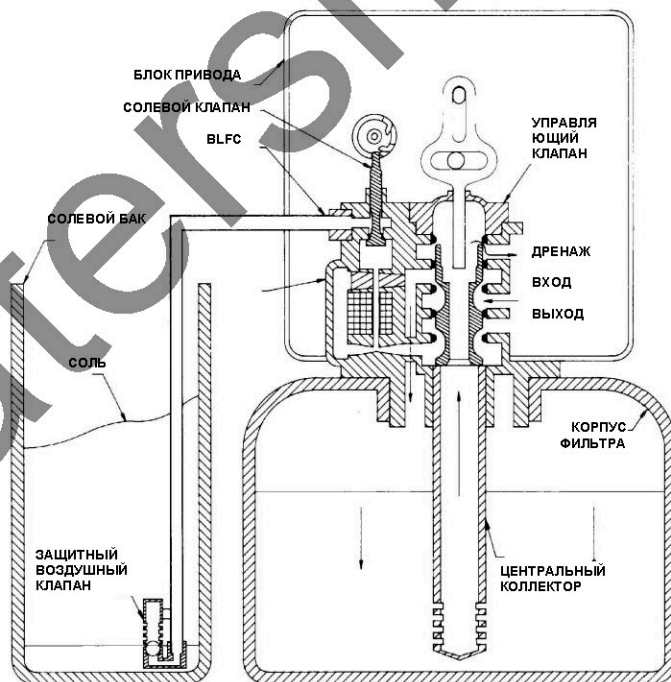 БЛОК ПРИВОДА
СОЛЕВОЙ КЛАПАН
BLFC
УПРАВЛЯ
ЮЩИЙ
КЛАПАН
СОЛЕВОЙ БАК
ДРЕНАЖ
ВХОД
ВЫХОД
СОЛЬ
КОРПУС
ФИЛЬТРА
ЗАЩИТНЫЙ
ВОЗДУШНЫЙ
КЛАПАН
ЦЕНТРАЛЬНЫЙ
КОЛЛЕКТОР